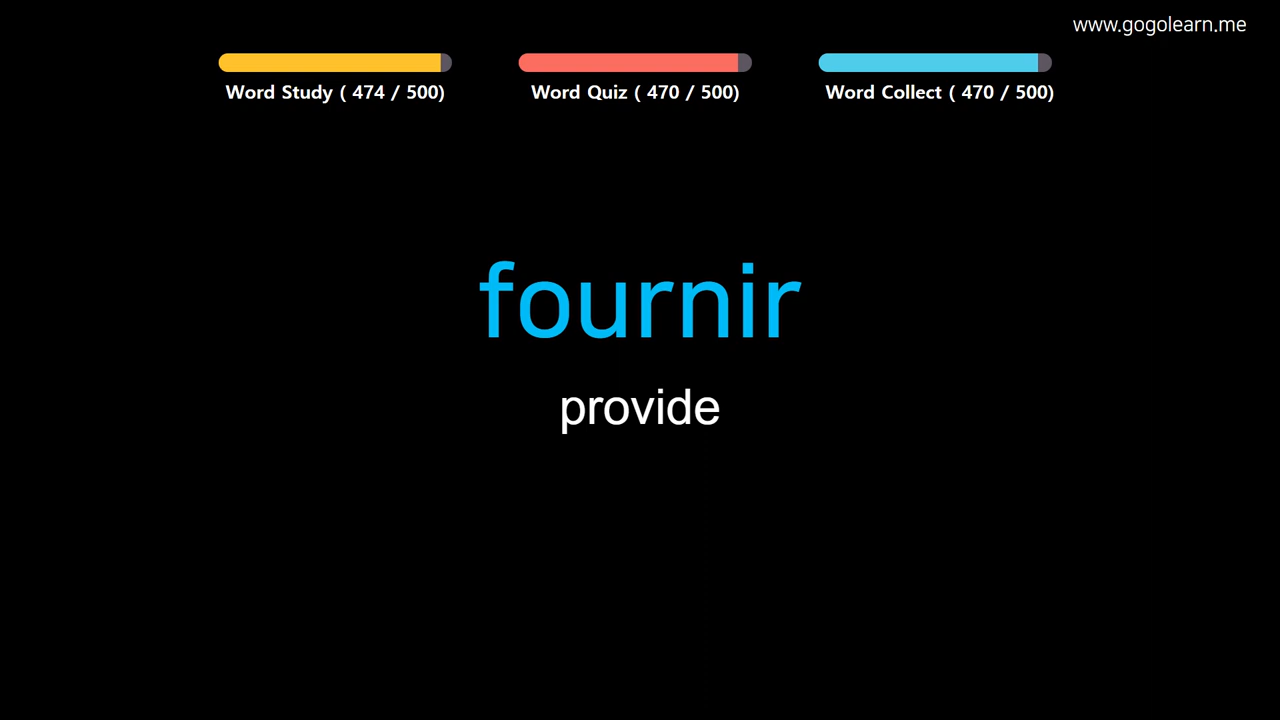 www.gogolearn.me
Word Study ( 474 / 500)
Word Quiz ( 470 / 500)
Word Collect ( 470 / 500)
fournir
provide